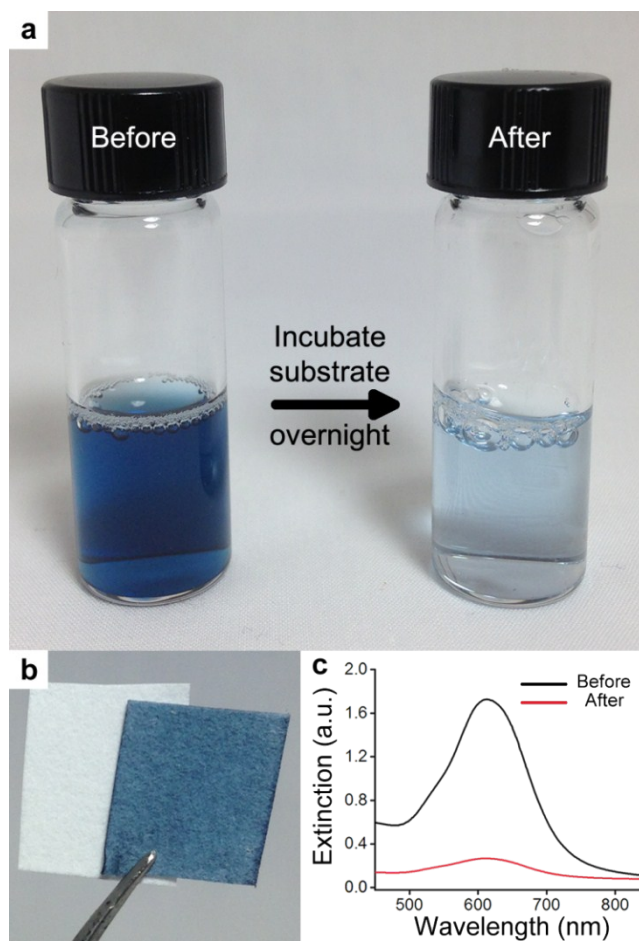 a
Before
After
Incubate
substrate
overnight
b
c
2.0
1.6
1.2
0.8
0.4
0.0
Extinction (a.u.)
Before
After
500
600
700
800
Wavelength (nm)